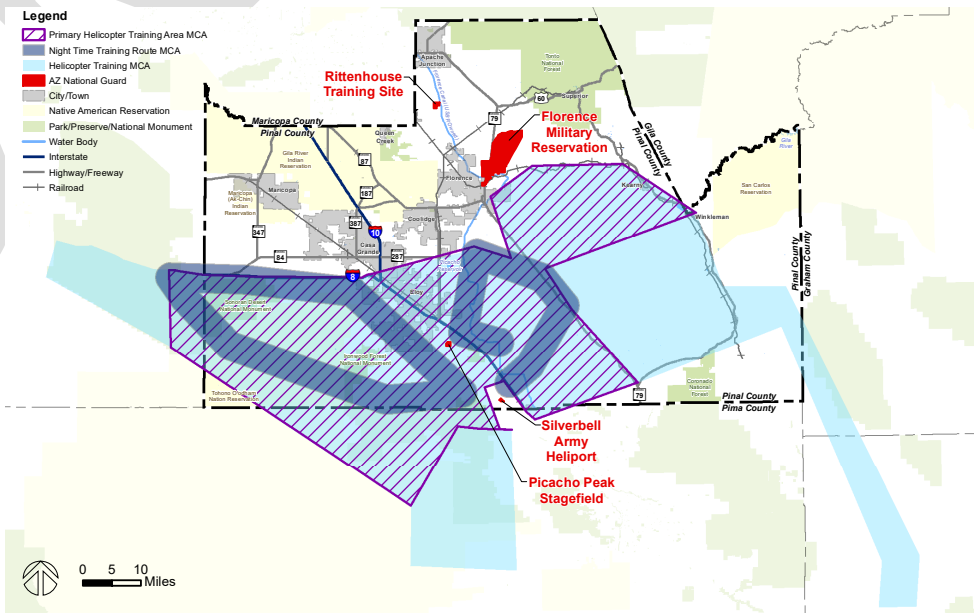 Legend
Primary Helicopter Training Area MCA
Night Time Training Route MCA
Helicopter Training MCA
AZ National Guard
City/Town
Native American Reservation
Park/Preserve/National Monument
Water Body
Interstate
Highway/Freeway
Railroad
Apache
Junction
Tonto
National
Forest
Rittenhouse
Training Site
60
Superior
79
Florence
Military
Reservation
Maricopa County
Pinal County
Gila County
Pinal County
Gila
River
Queen
Creek
Gila River
Indian
Reservation
87
Florence
Kearny
San Carlos
Reservation
Maricopa
Maricopa
(Ak-Chin)
Indian
Reservation
187
Winkleman
387
Coolidge
347
10
Casa
Grande
287
84
Picacho
Reservoir
8
Pinal County
Graham County
Eloy
Sonoran Desert
National Monument
Ironwood Forest
National Monument
Tohono O'odham
Nation Reservation
Coronado
National
Forest
79
Pinal County
Pima County
Silverbell
Army
Heliport
Picacho Peak
Stagefield
0 5 10
Miles